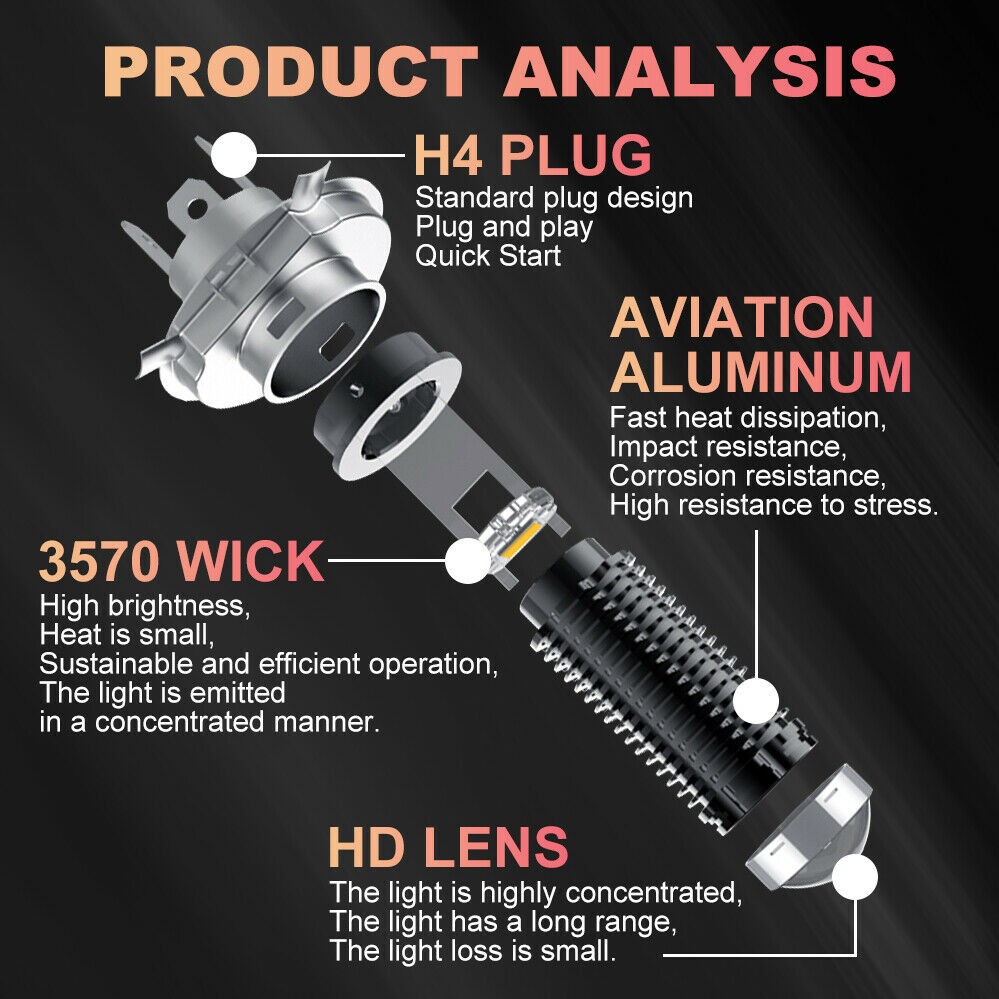 PRODUCT ANALYSIS
H4 PLUG
Standard plug design
Plug and play
Quick Start
AVIATION
ALUMINUM
Fast heat dissipation,
Impact resistance,
Corrosion resistance,
High resistance to stress.
3570 WICK
High brightness,
Heat is small,
Sustainable and efficient operation,
The light is emitted
in a concentrated manner.
HD LENS
The light is highly concentrated,
The light has a long range,
The light loss is small.